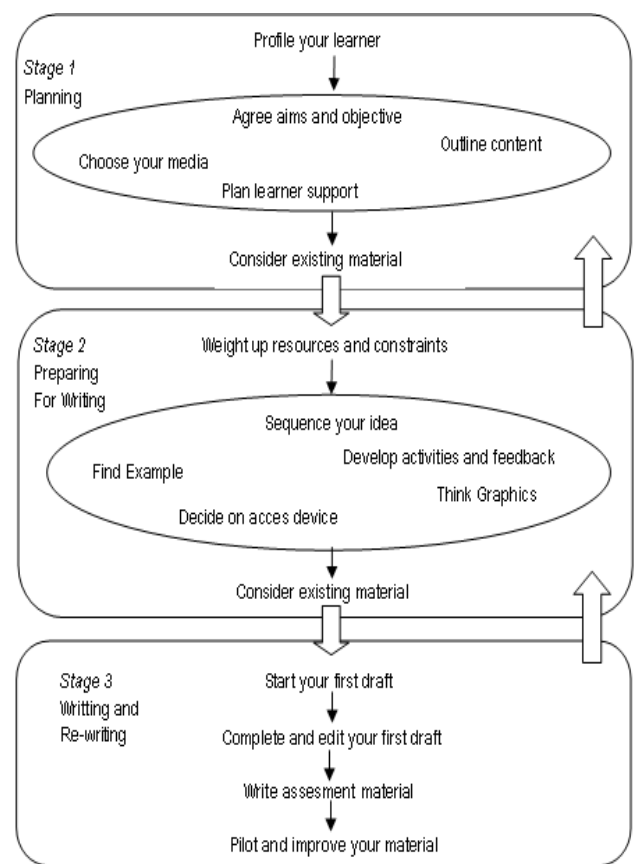 Profile your learner
Stage 1
Planning
Agree aims and objective
Outline content
Choose your media
Plan learner support
Consider existing material
Stage 2
Preparing
For Writing
Weight up resources and constraints
Sequence your idea
Develop activities and feedback
Find Example
Think Graphics
Decide on acces device
Consider existing material
Stage 3
Writting and
Re-writing
Start your first draft
Complete and edit your first draft
Write assesment material
Pilot and improve your material